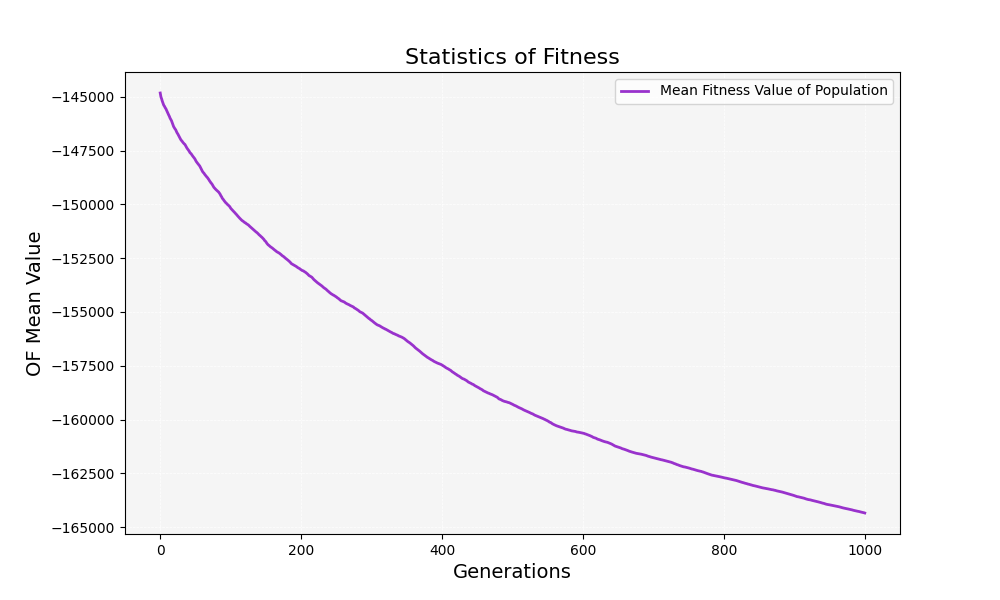 Statistics of Fitness
Mean Fitness Value of Population
OF Mean Value
−145000
−147500
−150000
−152500
−155000
−157500
−160000
−162500
−165000
0 200 400 600 800 1000
Generations